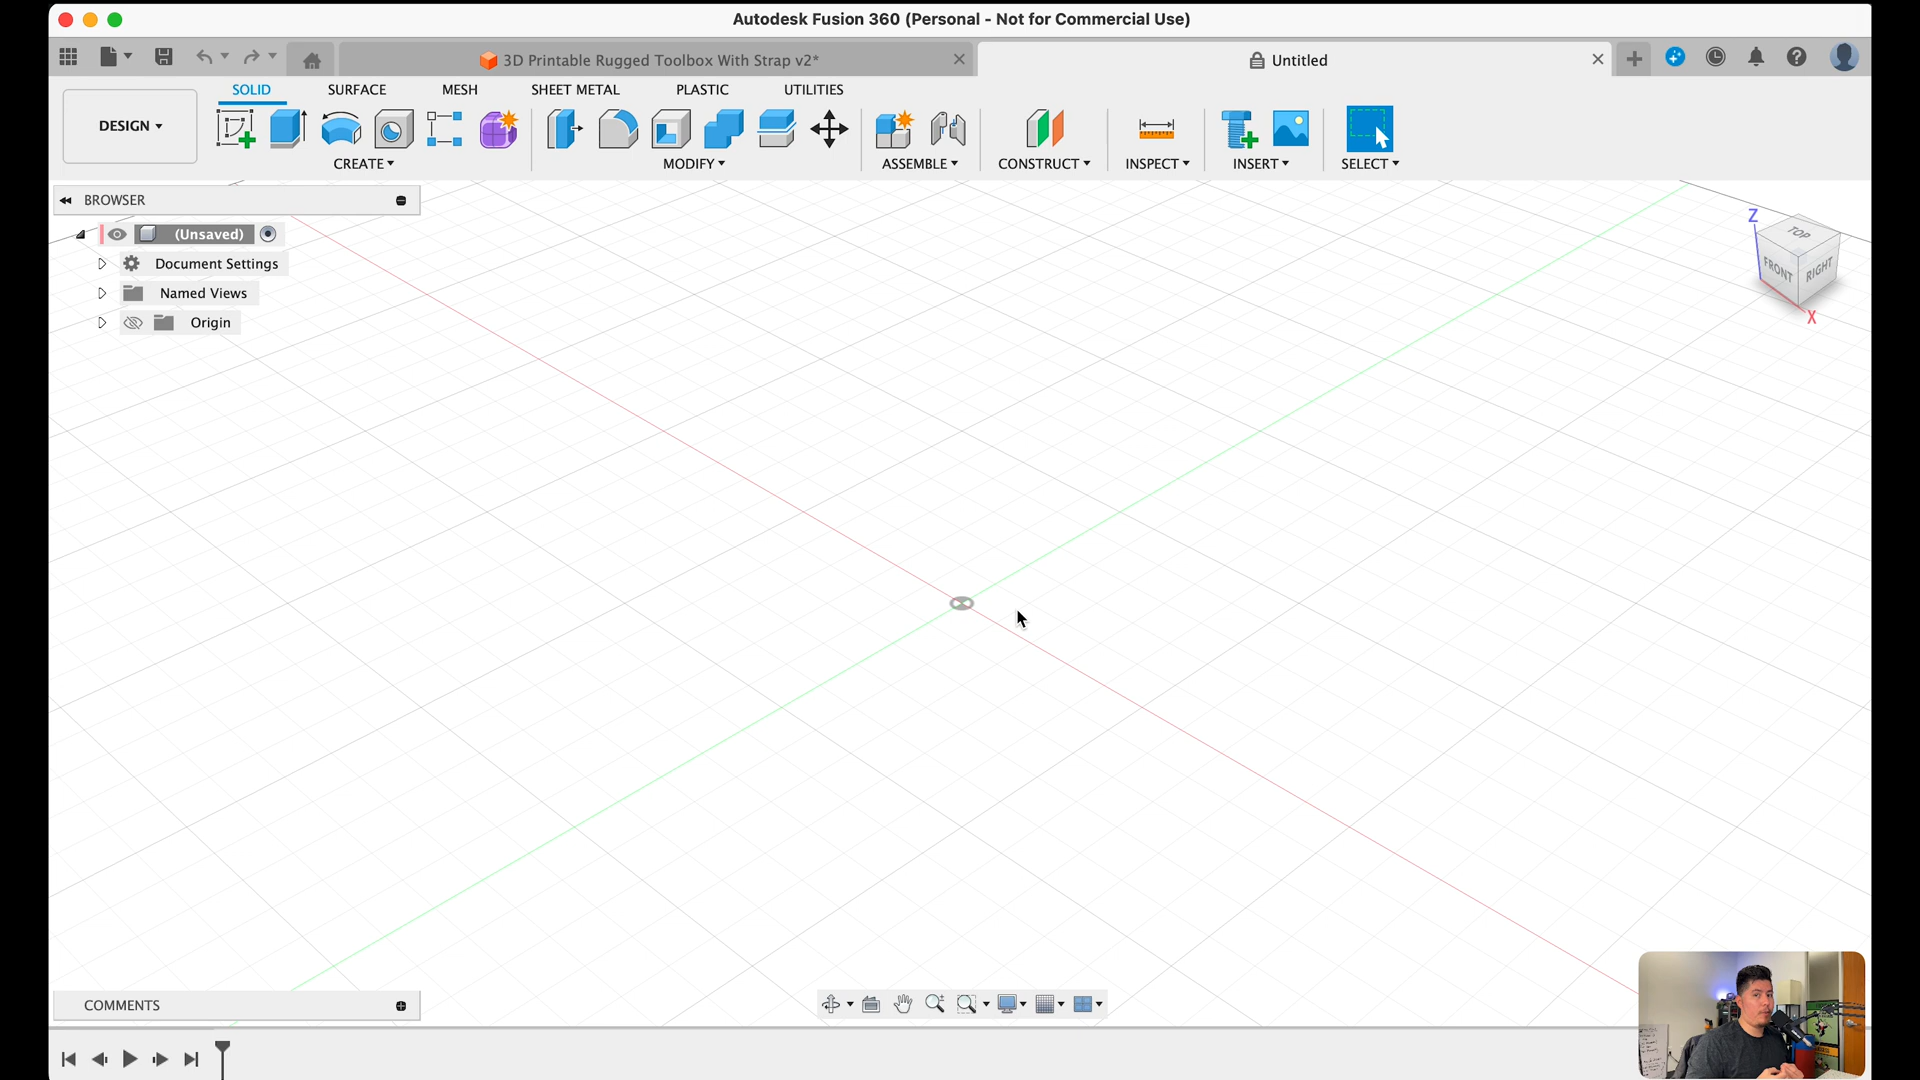 Autodesk Fusion 360 (Personal - Not for Commercial Use)
3D Printable Rugged Toolbox With Strap v2*
Untitled
SOLID SURFACE MESH SHEET METAL PLASTIC UTILITIES
DESIGN
CREATE MODIFY ASSEMBLE CONSTRUCT INSPECT INSERT SELECT
BROWSER
(Unsaved)
Document Settings
Named Views
Origin
Z
TOP
FRONT
RIGHT
X
COMMENTS